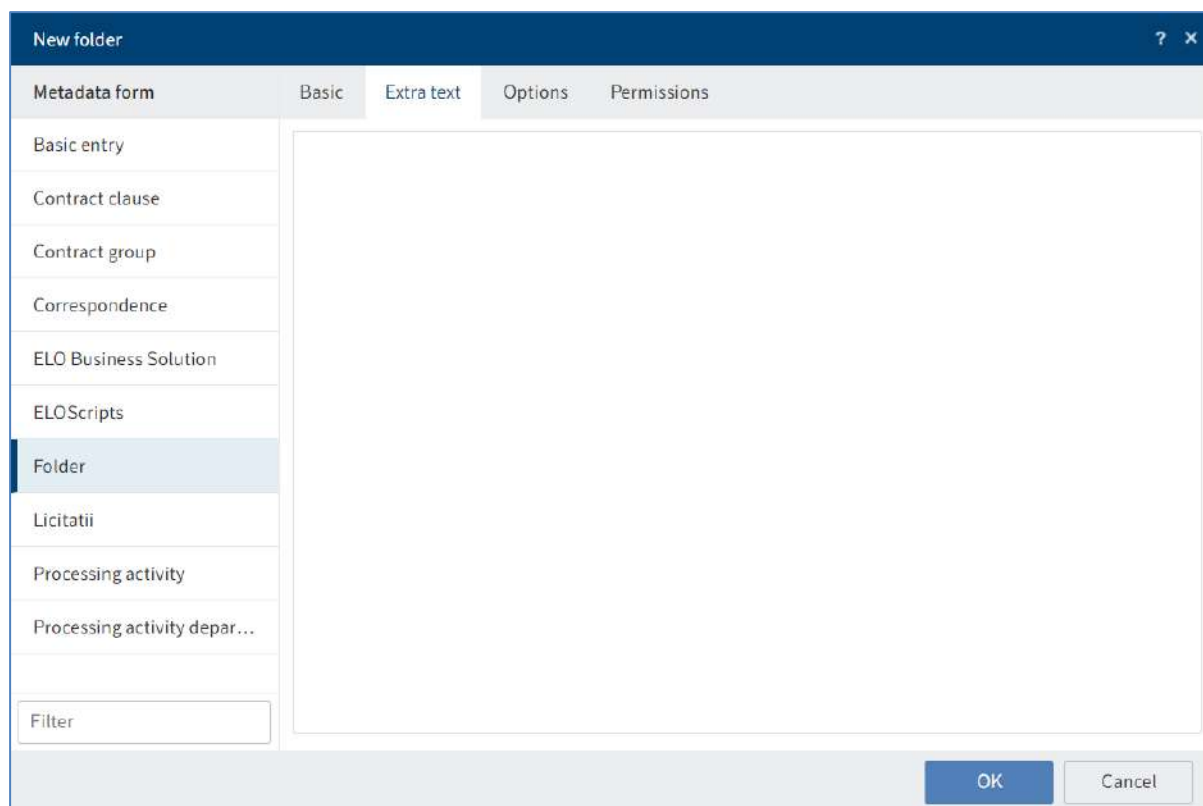 New folder ? ×
Metadata form Basic Extra text Options Permissions
Basic entry
Contract clause
Contract group
Correspondence
ELO Business Solution
ELOScripts
Folder
Licitatii
Processing activity
Processing activity depar...
Filter
OK Cancel